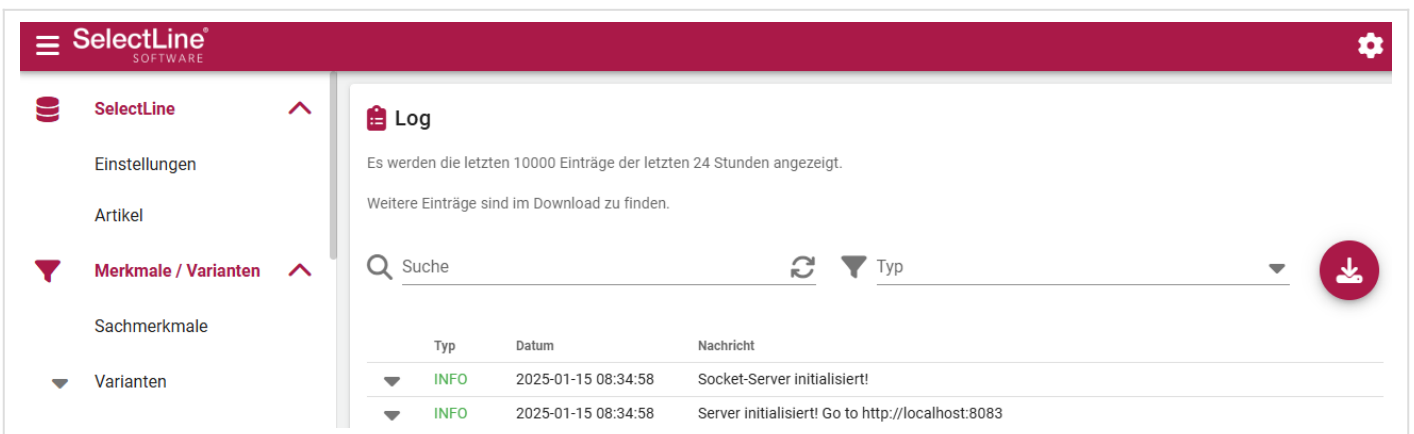 SelectLine®
SOFTWARE
SelectLine
Einstellungen
Artikel
Merkmale / Varianten
Sachmerkmale
Varianten
Log
Es werden die letzten 10000 Einträge der letzten 24 Stunden angezeigt.
Weitere Einträge sind im Download zu finden.
Suche
Typ
Typ Datum Nachricht
INFO 2025-01-15 08:34:58 Socket-Server initialisiert!
INFO 2025-01-15 08:34:58 Server initialisiert! Go to http://localhost:8083